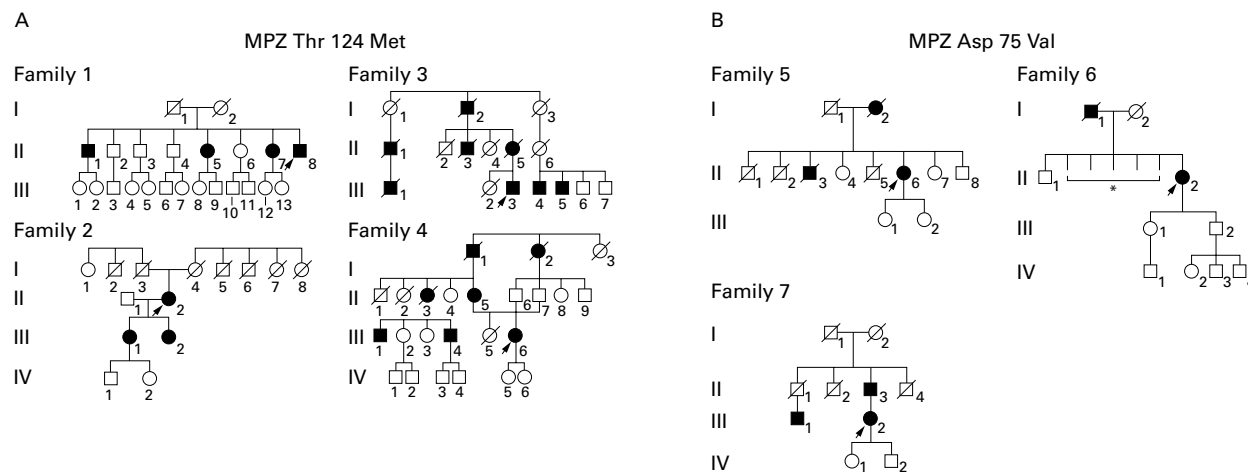 A
MPZ Thr 124 Met
Family 1
I 1 2
II 1 2 3 4 5 6 7 8
III 1 2 3 4 5 6 7 8 9 11 13
10 12
Family 3
I 1 2 3
II 1 2 3 4 5 6
III 1 2 3 4 5 6 7
Family 2
I 1 2 3 4 5 6 7 8
II 1 2
III 1 2
IV 1 2
Family 4
I 1 2 3
II 1 2 3 4 5 6 7 8 9
III 1 2 3 4 5 6
IV 1 2 3 4 5 6
B
MPZ Asp 75 Val
Family 5
I 1 2
II 1 2 3 4 5 6 7 8
III 1 2
Family 6
I 1 2
II 1 * 2
III 1 2
IV 1 2 3
Family 7
I 1 2
II 1 2 3 4
III 1 2
IV 1 2